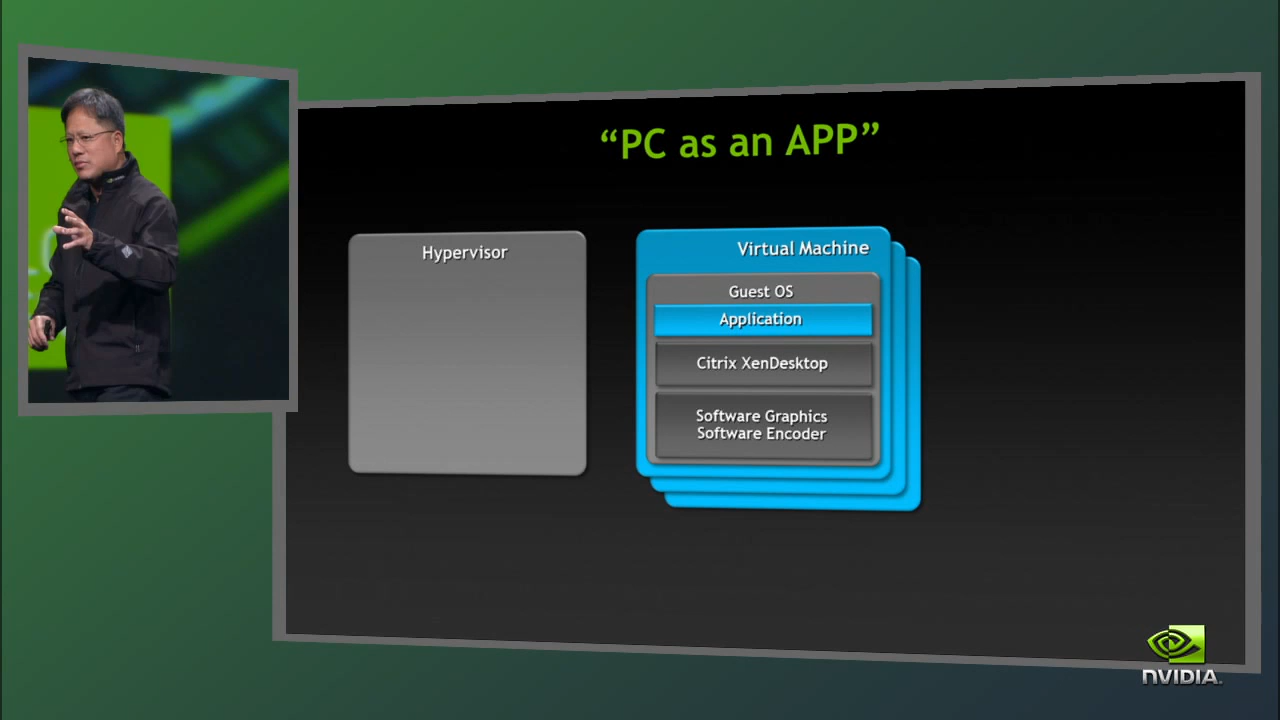 “PC as an APP”
Hypervisor
Virtual Machine
Guest OS
Application
Citrix XenDesktop
Software Graphics
Software Encoder
NVIDIA.